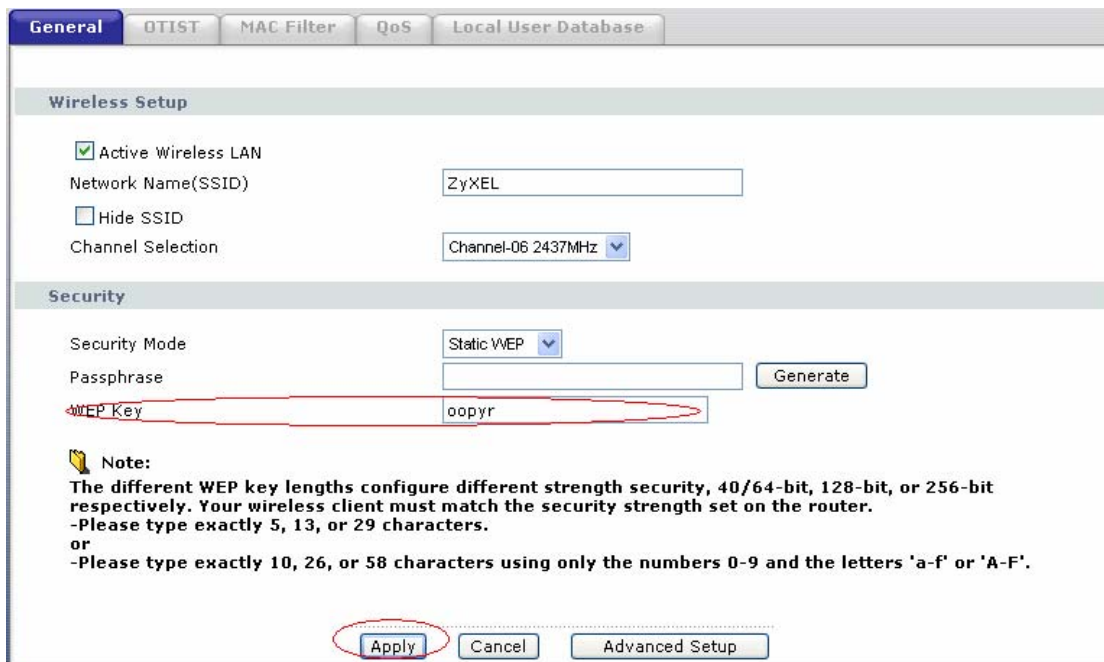 General OTIST MAC Filter QoS Local User Database
Wireless Setup
Active Wireless LAN
Network Name(SSID) ZyXEL
Hide SSID
Channel Selection Channel-06 2437MHz
Security
Security Mode Static WEP
Passphrase Generate
WEP Key oopyr
Note:
The different WEP key lengths configure different strength security, 40/64-bit, 128-bit, or 256-bit
respectively. Your wireless client must match the security strength set on the router.
-Please type exactly 5, 13, or 29 characters.
or
-Please type exactly 10, 26, or 58 characters using only the numbers 0-9 and the letters 'a-f' or 'A-F'.
Apply Cancel Advanced Setup